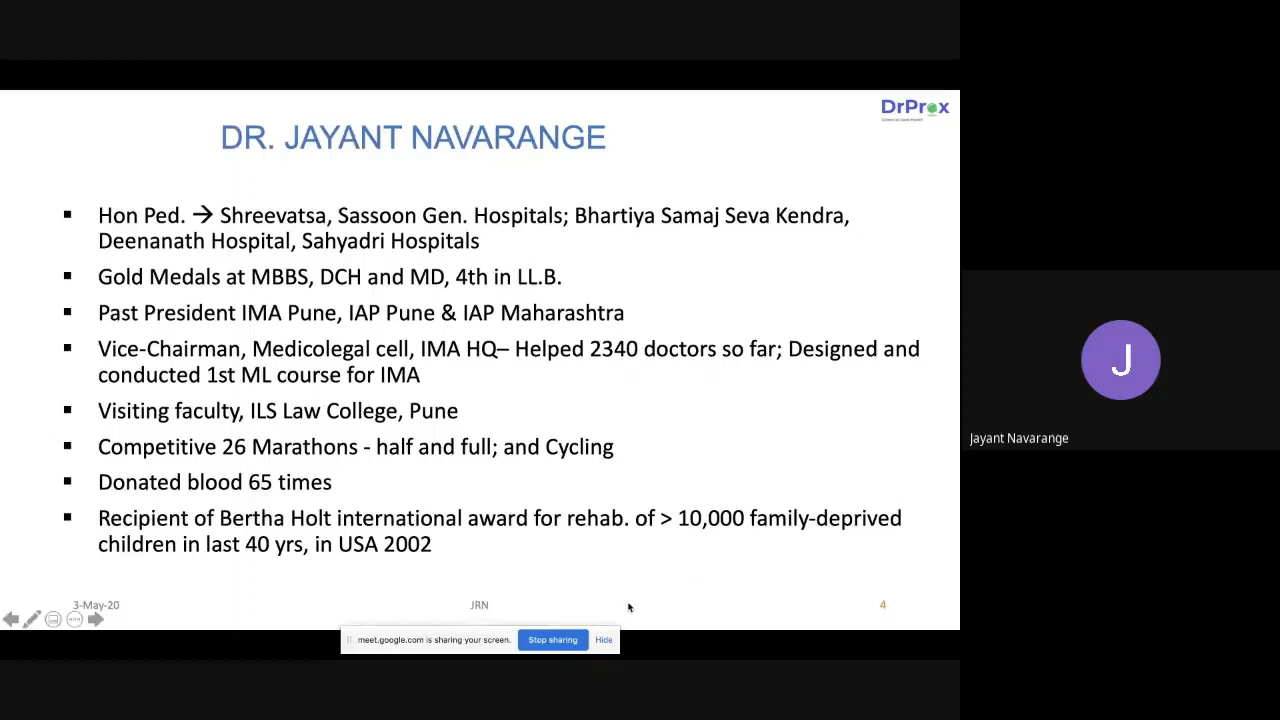 DrProx
DR. JAYANT NAVARANGE
▪ Hon Ped. → Shreevatsa, Sassoon Gen. Hospitals; Bhartiya Samaj Seva Kendra,
Deenanath Hospital, Sahyadri Hospitals
▪ Gold Medals at MBBS, DCH and MD, 4th in LL.B.
▪ Past President IMA Pune, IAP Pune & IAP Maharashtra
▪ Vice-Chairman, Medicolegal cell, IMA HQ– Helped 2340 doctors so far; Designed and
conducted 1st ML course for IMA
▪ Visiting faculty, ILS Law College, Pune
▪ Competitive 26 Marathons - half and full; and Cycling
▪ Donated blood 65 times
▪ Recipient of Bertha Holt international award for rehab. of > 10,000 family-deprived
children in last 40 yrs, in USA 2002
3-May-20
JRN
4
meet.google.com is sharing your screen.
Stop sharing
Hide
J
Jayant Navarange